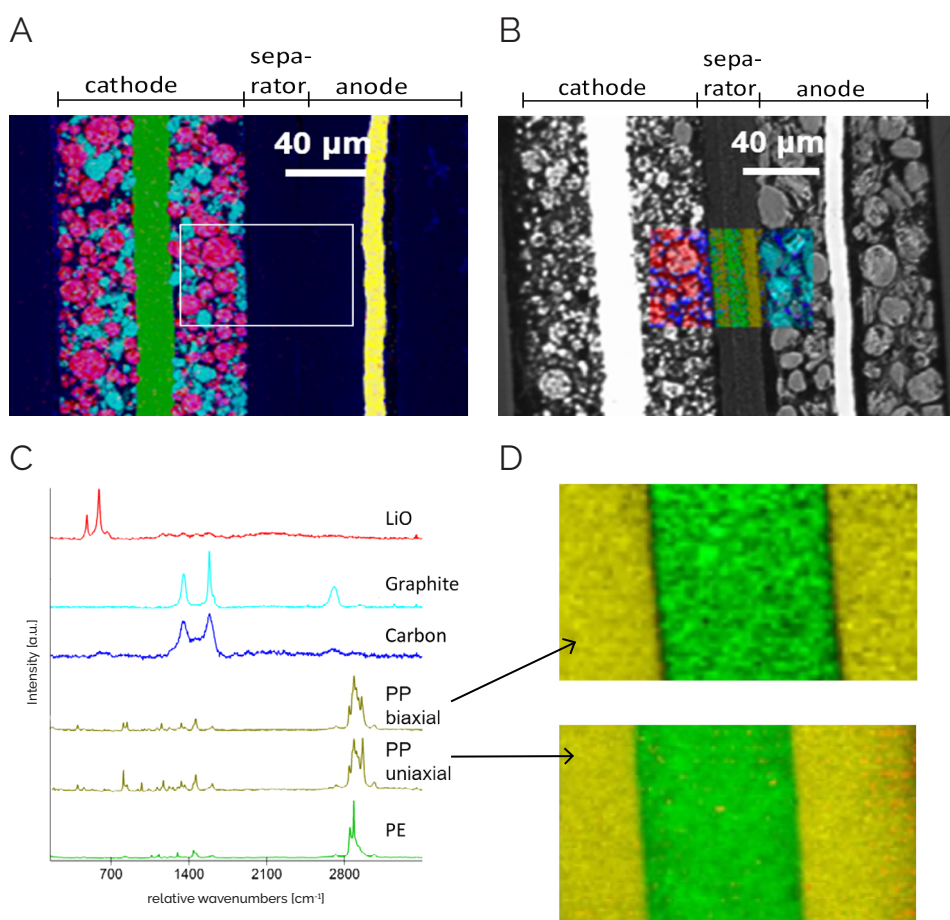 A
B
sepa-
cathode
rator
anode
40 µm
sepa-
cathode
rator
anode
40 µm
C
D
LiO
Graphite
Carbon
PP
biaxial
PP
uniaxial
PE
Intensity [a.u.]
700
1400
2100
2800
relative wavenumbers [cm⁻¹]